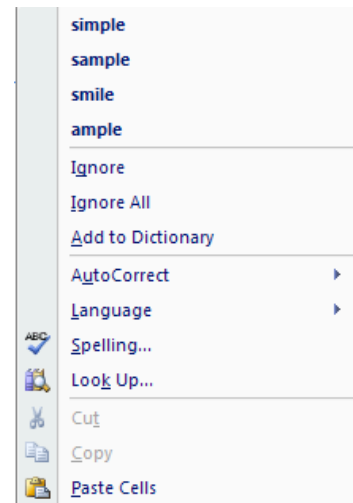 simple
sample
smile
ample
Ignore
Ignore All
Add to Dictionary
AutoCorrect
Language
ABC Spelling...
Look Up...
Cut
Copy
Paste Cells